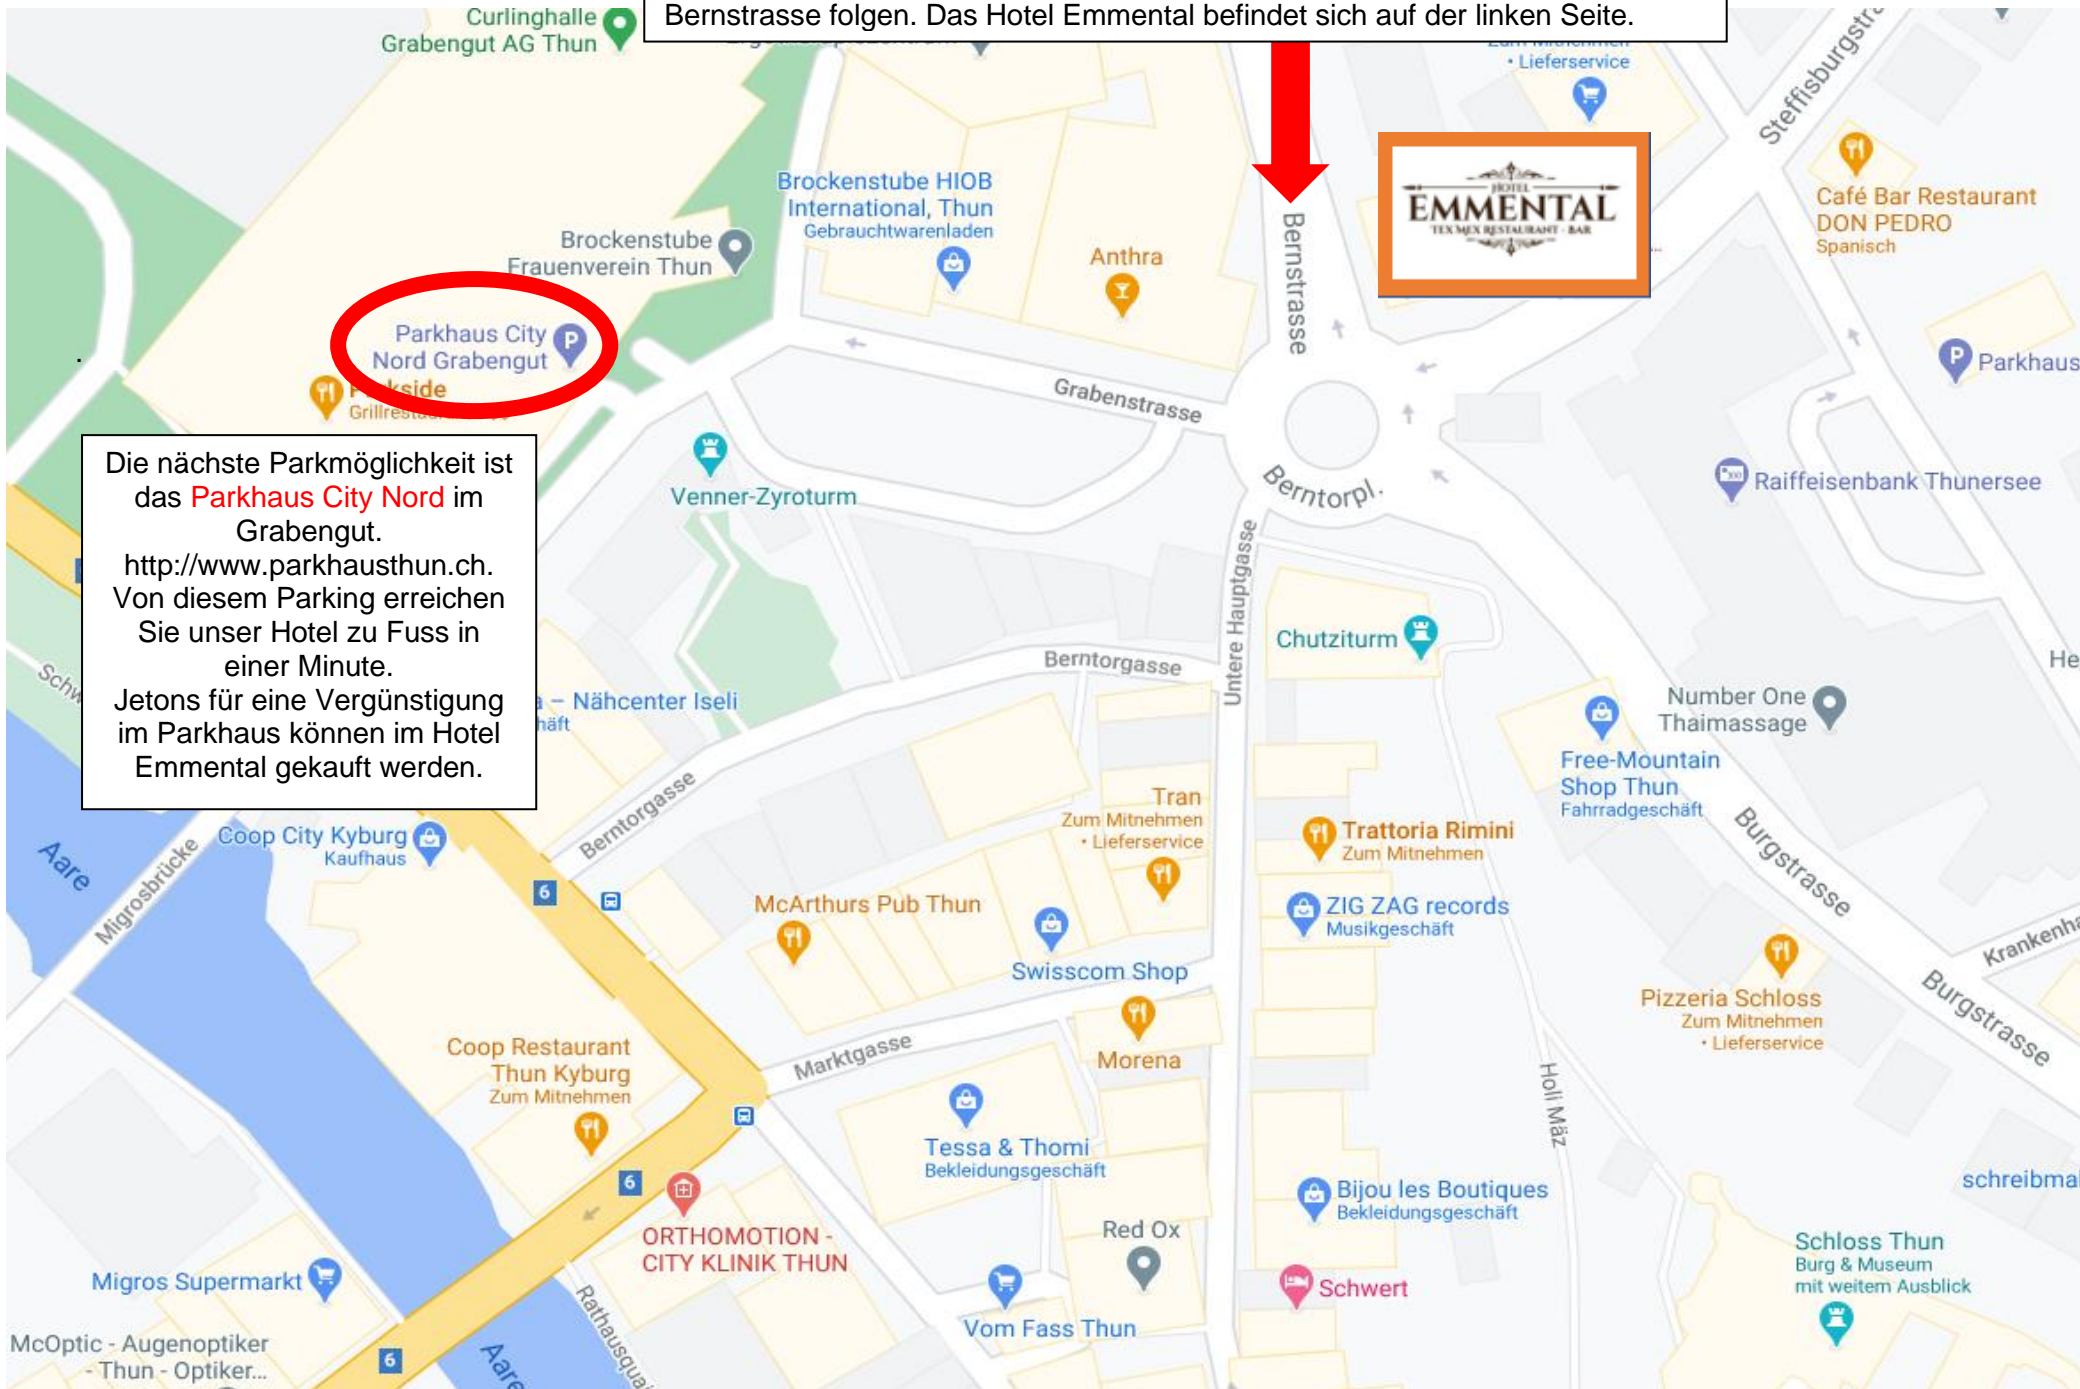 Bernstrasse folgen. Das Hotel Emmental befindet sich auf der linken Seite.
Curlinghalle
Grabengut AG Thun
• Lieferservice
Steffisburgstr
HOTEL
EMMENTAL
TEX MEX RESTAURANT - BAR
Café Bar Restaurant
DON PEDRO
Spanisch
Brockenstube HIOB
International, Thun
Gebrauchtwarenladen
Brockenstube
Frauenverein Thun
Anthra
Bernstrasse
Parkhaus City
Nord Grabengut
Parkhaus
Grabenstrasse
Die nächste Parkmöglichkeit ist
das Parkhaus City Nord im
Grabengut.
http://www.parkhausthun.ch.
Von diesem Parking erreichen
Sie unser Hotel zu Fuss in
einer Minute.
Jetons für eine Vergünstigung
im Parkhaus können im Hotel
Emmental gekauft werden.
Venner-Zyroturm
Berntorpl.
Raiffeisenbank Thunersee
Untere Hauptgasse
Chutziturm
Berntorgasse
He
Number One
Thaimassage
– Nähcenter Iseli
häft
Free-Mountain
Shop Thun
Fahrradgeschäft
Berntorgasse
Tran
Zum Mitnehmen
• Lieferservice
Trattoria Rimini
Zum Mitnehmen
Burgstrasse
Coop City Kyburg
Kaufhaus
Aare
Migrosbrücke
6
McArthurs Pub Thun
ZIG ZAG records
Musikgeschäft
Krankenha
Swisscom Shop
Pizzeria Schloss
Zum Mitnehmen
• Lieferservice
Burgstrasse
Coop Restaurant
Thun Kyburg
Zum Mitnehmen
Marktgasse
Morena
Holi Mäz
Tessa & Thomi
Bekleidungsgeschäft
6
Bijou les Boutiques
Bekleidungsgeschäft
schreibma
ORTHOMOTION -
CITY KLINIK THUN
Red Ox
Schloss Thun
Burg & Museum
mit weitem Ausblick
Migros Supermarkt
Schwert
Rathausquai
Vom Fass Thun
McOptic - Augenoptiker
- Thun - Optiker...
6
Aare